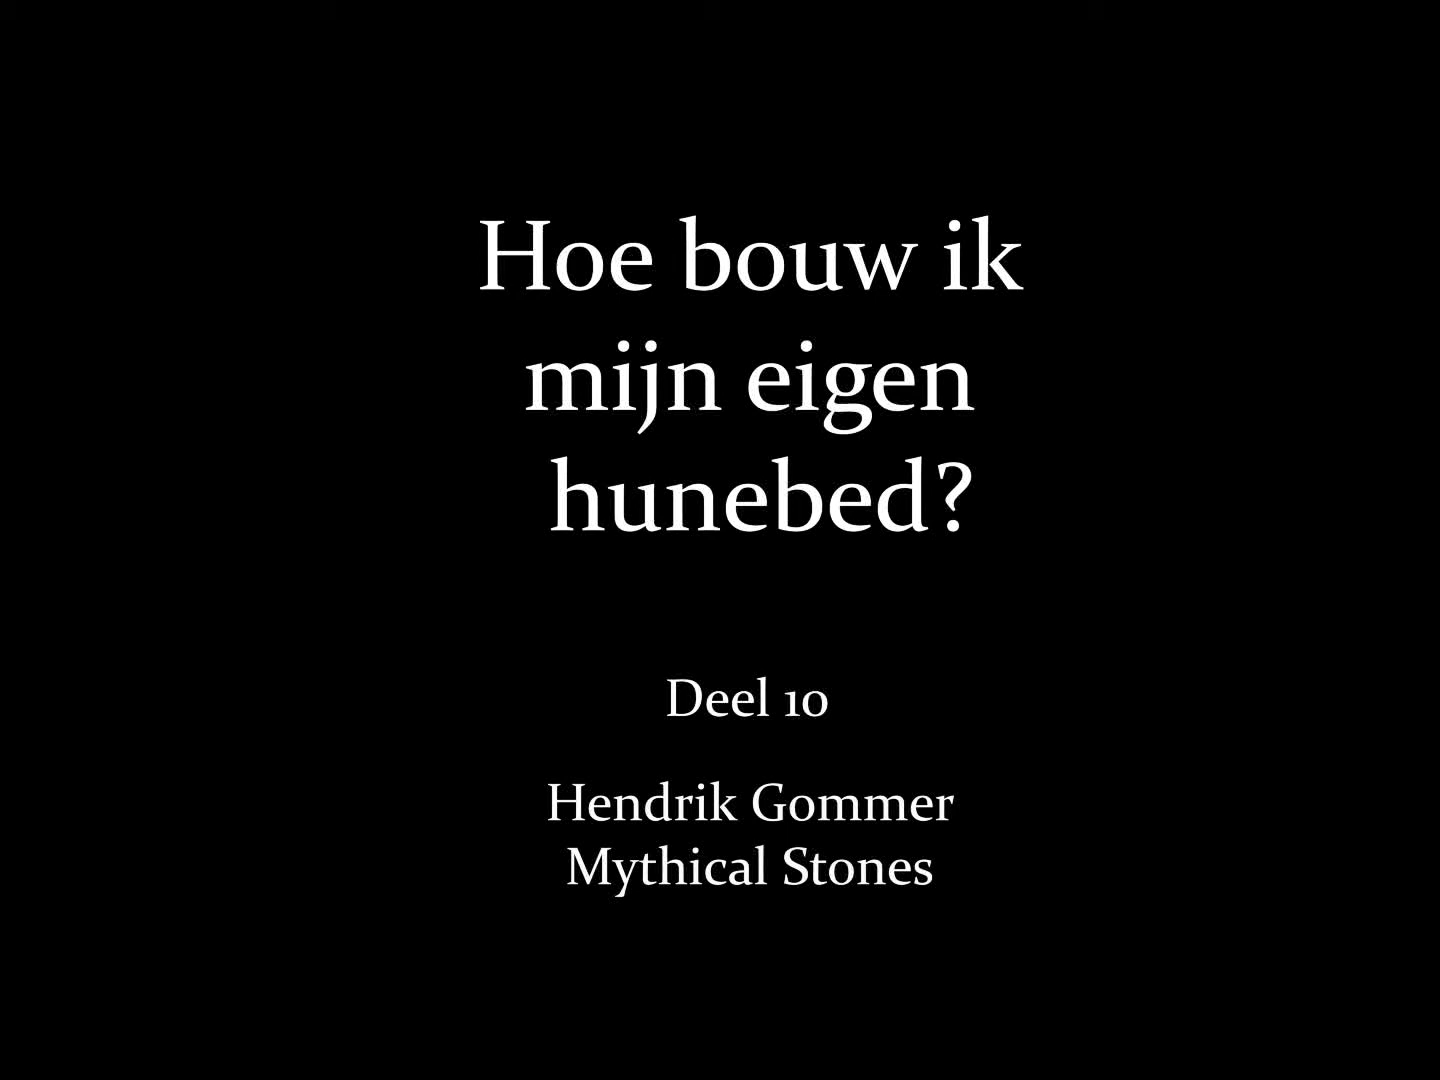 Hoe bouw ik
mijn eigen
hunebed?
Deel 10
Hendrik Gommer
Mythical Stones